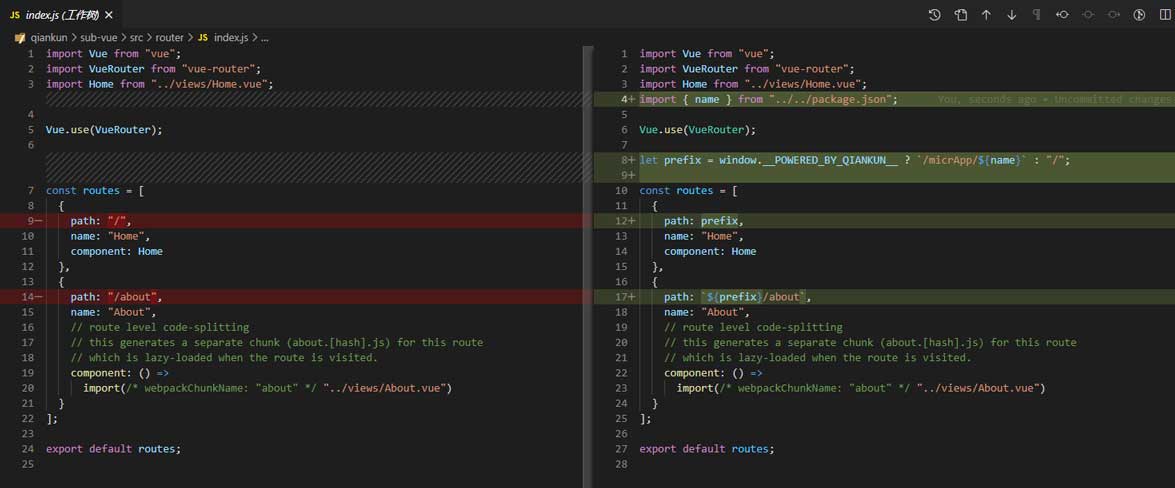 JS index.js (工作树) ×
qiankun > sub-vue > src > router > JS index.js > ...
1 import Vue from "vue";
2 import VueRouter from "vue-router";
3 import Home from "../views/Home.vue";
4
5 Vue.use(VueRouter);
6
7 const routes = [
8 {
9— path: "/",
10 name: "Home",
11 component: Home
12 },
13 {
14— path: "/about",
15 name: "About",
16 // route level code-splitting
17 // this generates a separate chunk (about.[hash].js) for this route
18 // which is lazy-loaded when the route is visited.
19 component: () =>
20 import(/* webpackChunkName: "about" */ "../views/About.vue")
21 }
22 ];
23
24 export default routes;
25
1 import Vue from "vue";
2 import VueRouter from "vue-router";
3 import Home from "../views/Home.vue";
4+ import { name } from "../../package.json"; You, seconds ago • Uncommitted changes
5
6 Vue.use(VueRouter);
7
8+ let prefix = window.__POWERED_BY_QIANKUN__ ? `/micrApp/${name}` : "/";
9+
10 const routes = [
11 {
12+ path: prefix,
13 name: "Home",
14 component: Home
15 },
16 {
17+ path: `${prefix}/about`,
18 name: "About",
19 // route level code-splitting
20 // this generates a separate chunk (about.[hash].js) for this route
21 // which is lazy-loaded when the route is visited.
22 component: () =>
23 import(/* webpackChunkName: "about" */ "../views/About.vue")
24 }
25 ];
26
27 export default routes;
28